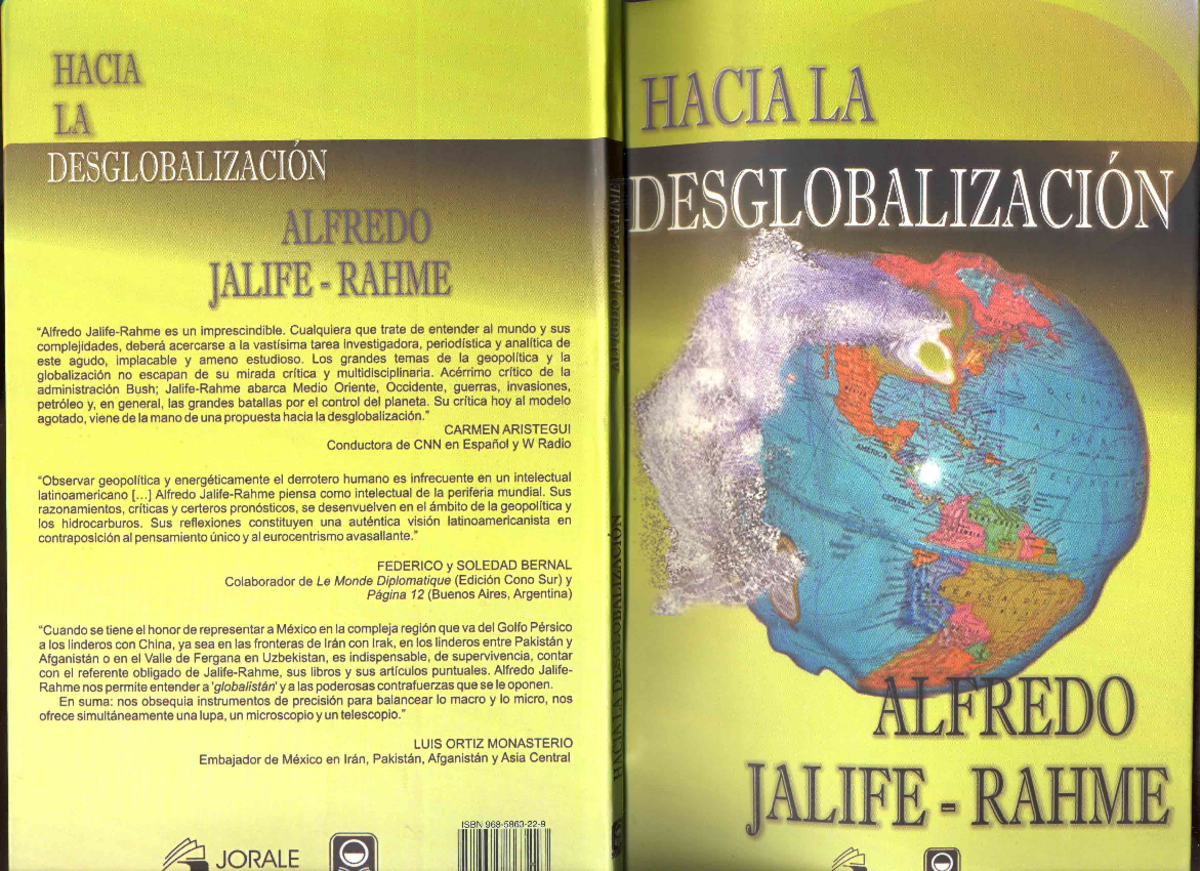 HACIA
LA
DESGLOBALIZACIÓN
ALFREDO
JALIFE - RAHME
“Alfredo Jalife-Rahme es un imprescindible. Cualquiera que trate de entender al mundo y sus
complejidades, deberá acercarse a la vastísima tarea investigadora, periodística y analítica de
este agudo, implacable y ameno estudioso. Los grandes temas de la geopolítica y la
globalización no escapan de su mirada crítica y multidisciplinaria. Acérrimo crítico de la
administración Bush; Jalife-Rahme abarca Medio Oriente, Occidente, guerras, invasiones,
petróleo y, en general, las grandes batallas por el control del planeta. Su crítica hoy al modelo
agotado, viene de la mano de una propuesta hacia la desglobalización.”
CARMEN ARISTEGUI
Conductora de CNN en Español y W Radio
“Observar geopolítica y energéticamente el derrotero humano es infrecuente en un intelectual
latinoamericano [...] Alfredo Jalife-Rahme piensa como intelectual de la periferia mundial. Sus
razonamientos, críticas y certeros pronósticos, se desenvuelven en el ámbito de la geopolítica y
los hidrocarburos. Sus reflexiones constituyen una auténtica visión latinoamericanista en
contraposición al pensamiento único y al eurocentrismo avasallante.”
FEDERICO y SOLEDAD BERNAL
Colaborador de Le Monde Diplomatique (Edición Cono Sur) y
Página 12 (Buenos Aires, Argentina)
“Cuando se tiene el honor de representar a México en la compleja región que va del Golfo Pérsico
a los linderos con China, ya sea en las fronteras de Irán con Irak, en los linderos entre Pakistán y
Afganistán o en el Valle de Fergana en Uzbekistan, es indispensable, de supervivencia, contar
con el referente obligado de Jalife-Rahme, sus libros y sus artículos puntuales. Alfredo Jalife-
Rahme nos permite entender a 'globalistán' y a las poderosas contrafuerzas que se le oponen.
En suma: nos obsequia instrumentos de precisión para balancear lo macro y lo micro, nos
ofrece simultáneamente una lupa, un microscopio y un telescopio.”
LUIS ORTIZ MONASTERIO
Embajador de México en Irán, Pakistán, Afganistán y Asia Central
ISBN 968-5863-22-9
JORALE
ALFREDO JALIFE-RAHME
HACIA LA DESGLOBALIZACIÓN
HACIA LA
DESGLOBALIZACIÓN
AMÉRICA
ALFREDO
JALIFE - RAHME